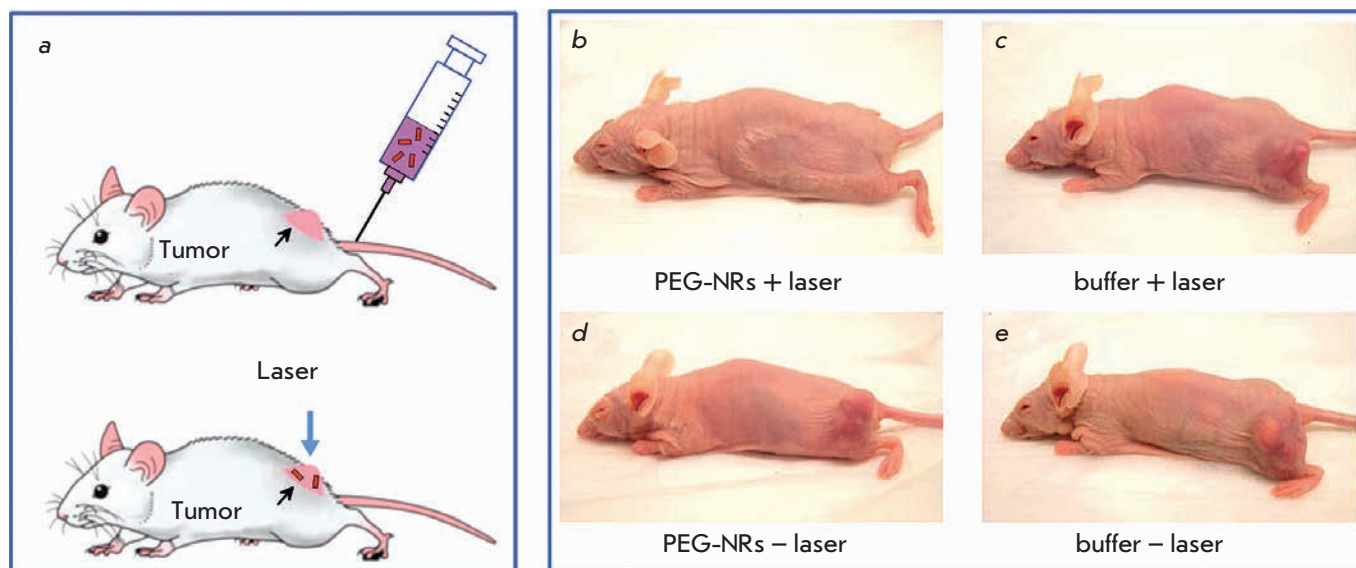 a
Tumor
Laser
Tumor
b
PEG-NRs + laser
c
buffer + laser
d
PEG-NRs – laser
e
buffer – laser